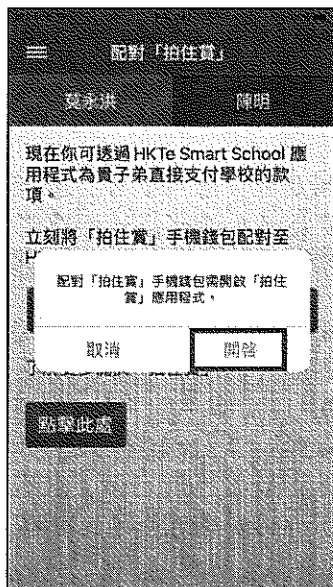 配對「拍住賞」
莫永洪
陳明
現在你可透過 HKTe Smart School 應
用程式為貴子弟直接支付學校的款
項。
立刻將「拍住賞」手機錢包配對至
H
配對「拍住賞」手機錢包需開啟「拍住
賞」應用程式。
取消
開啓
點擊此處